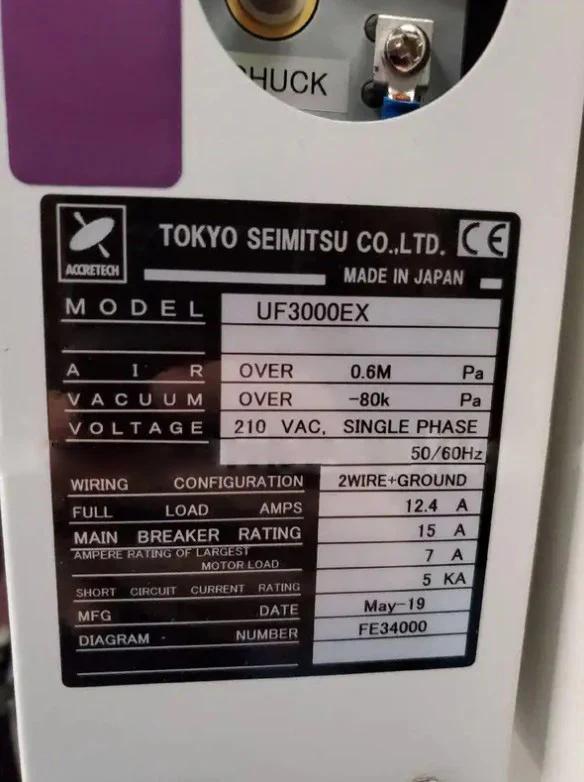 CHUCK
TOKYO SEIMITSU CO.,LTD. CE
ACCRETECH
MADE IN JAPAN
MODEL UF3000EX
AIR OVER 0.6M Pa
VACUUM OVER -80k Pa
VOLTAGE 210 VAC, SINGLE PHASE
50/60Hz
WIRING CONFIGURATION 2WIRE+GROUND
FULL LOAD AMPS 12.4 A
MAIN BREAKER RATING 15 A
AMPERE RATING OF LARGEST
MOTOR LOAD 7 A
SHORT CIRCUIT CURRENT RATING 5 KA
MFG DATE May-19
DIAGRAM NUMBER FE34000